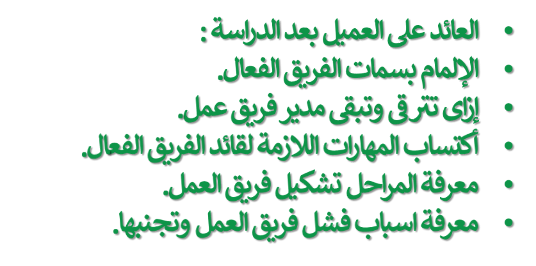 • العائد على العميل بعد الدراسة :
• الإلمام بسمات الفريق الفعال.
• إزاى تترقى وتبقى مدير فريق عمل.
• أكتساب المهارات اللازمة لقائد الفريق الفعال.
• معرفة المراحل تشكيل فريق العمل.
• معرفة اسباب فشل فريق العمل وتجنبها.